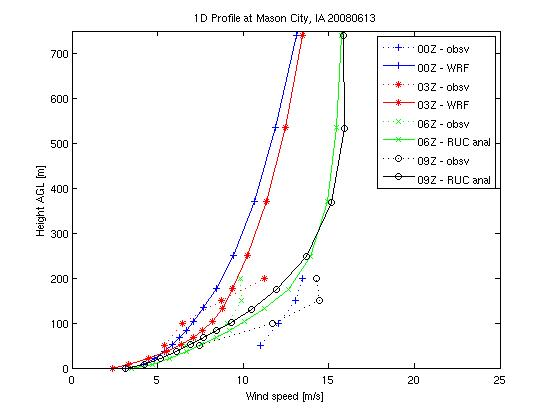 1D Profile at Mason City, IA 20080613
700
600
500
400
300
200
100
0
Height AGL [m]
00Z - obsv
00Z - WRF
03Z - obsv
03Z - WRF
06Z - obsv
06Z - RUC anal
09Z - obsv
09Z - RUC anal
0 5 10 15 20 25
Wind speed [m/s]